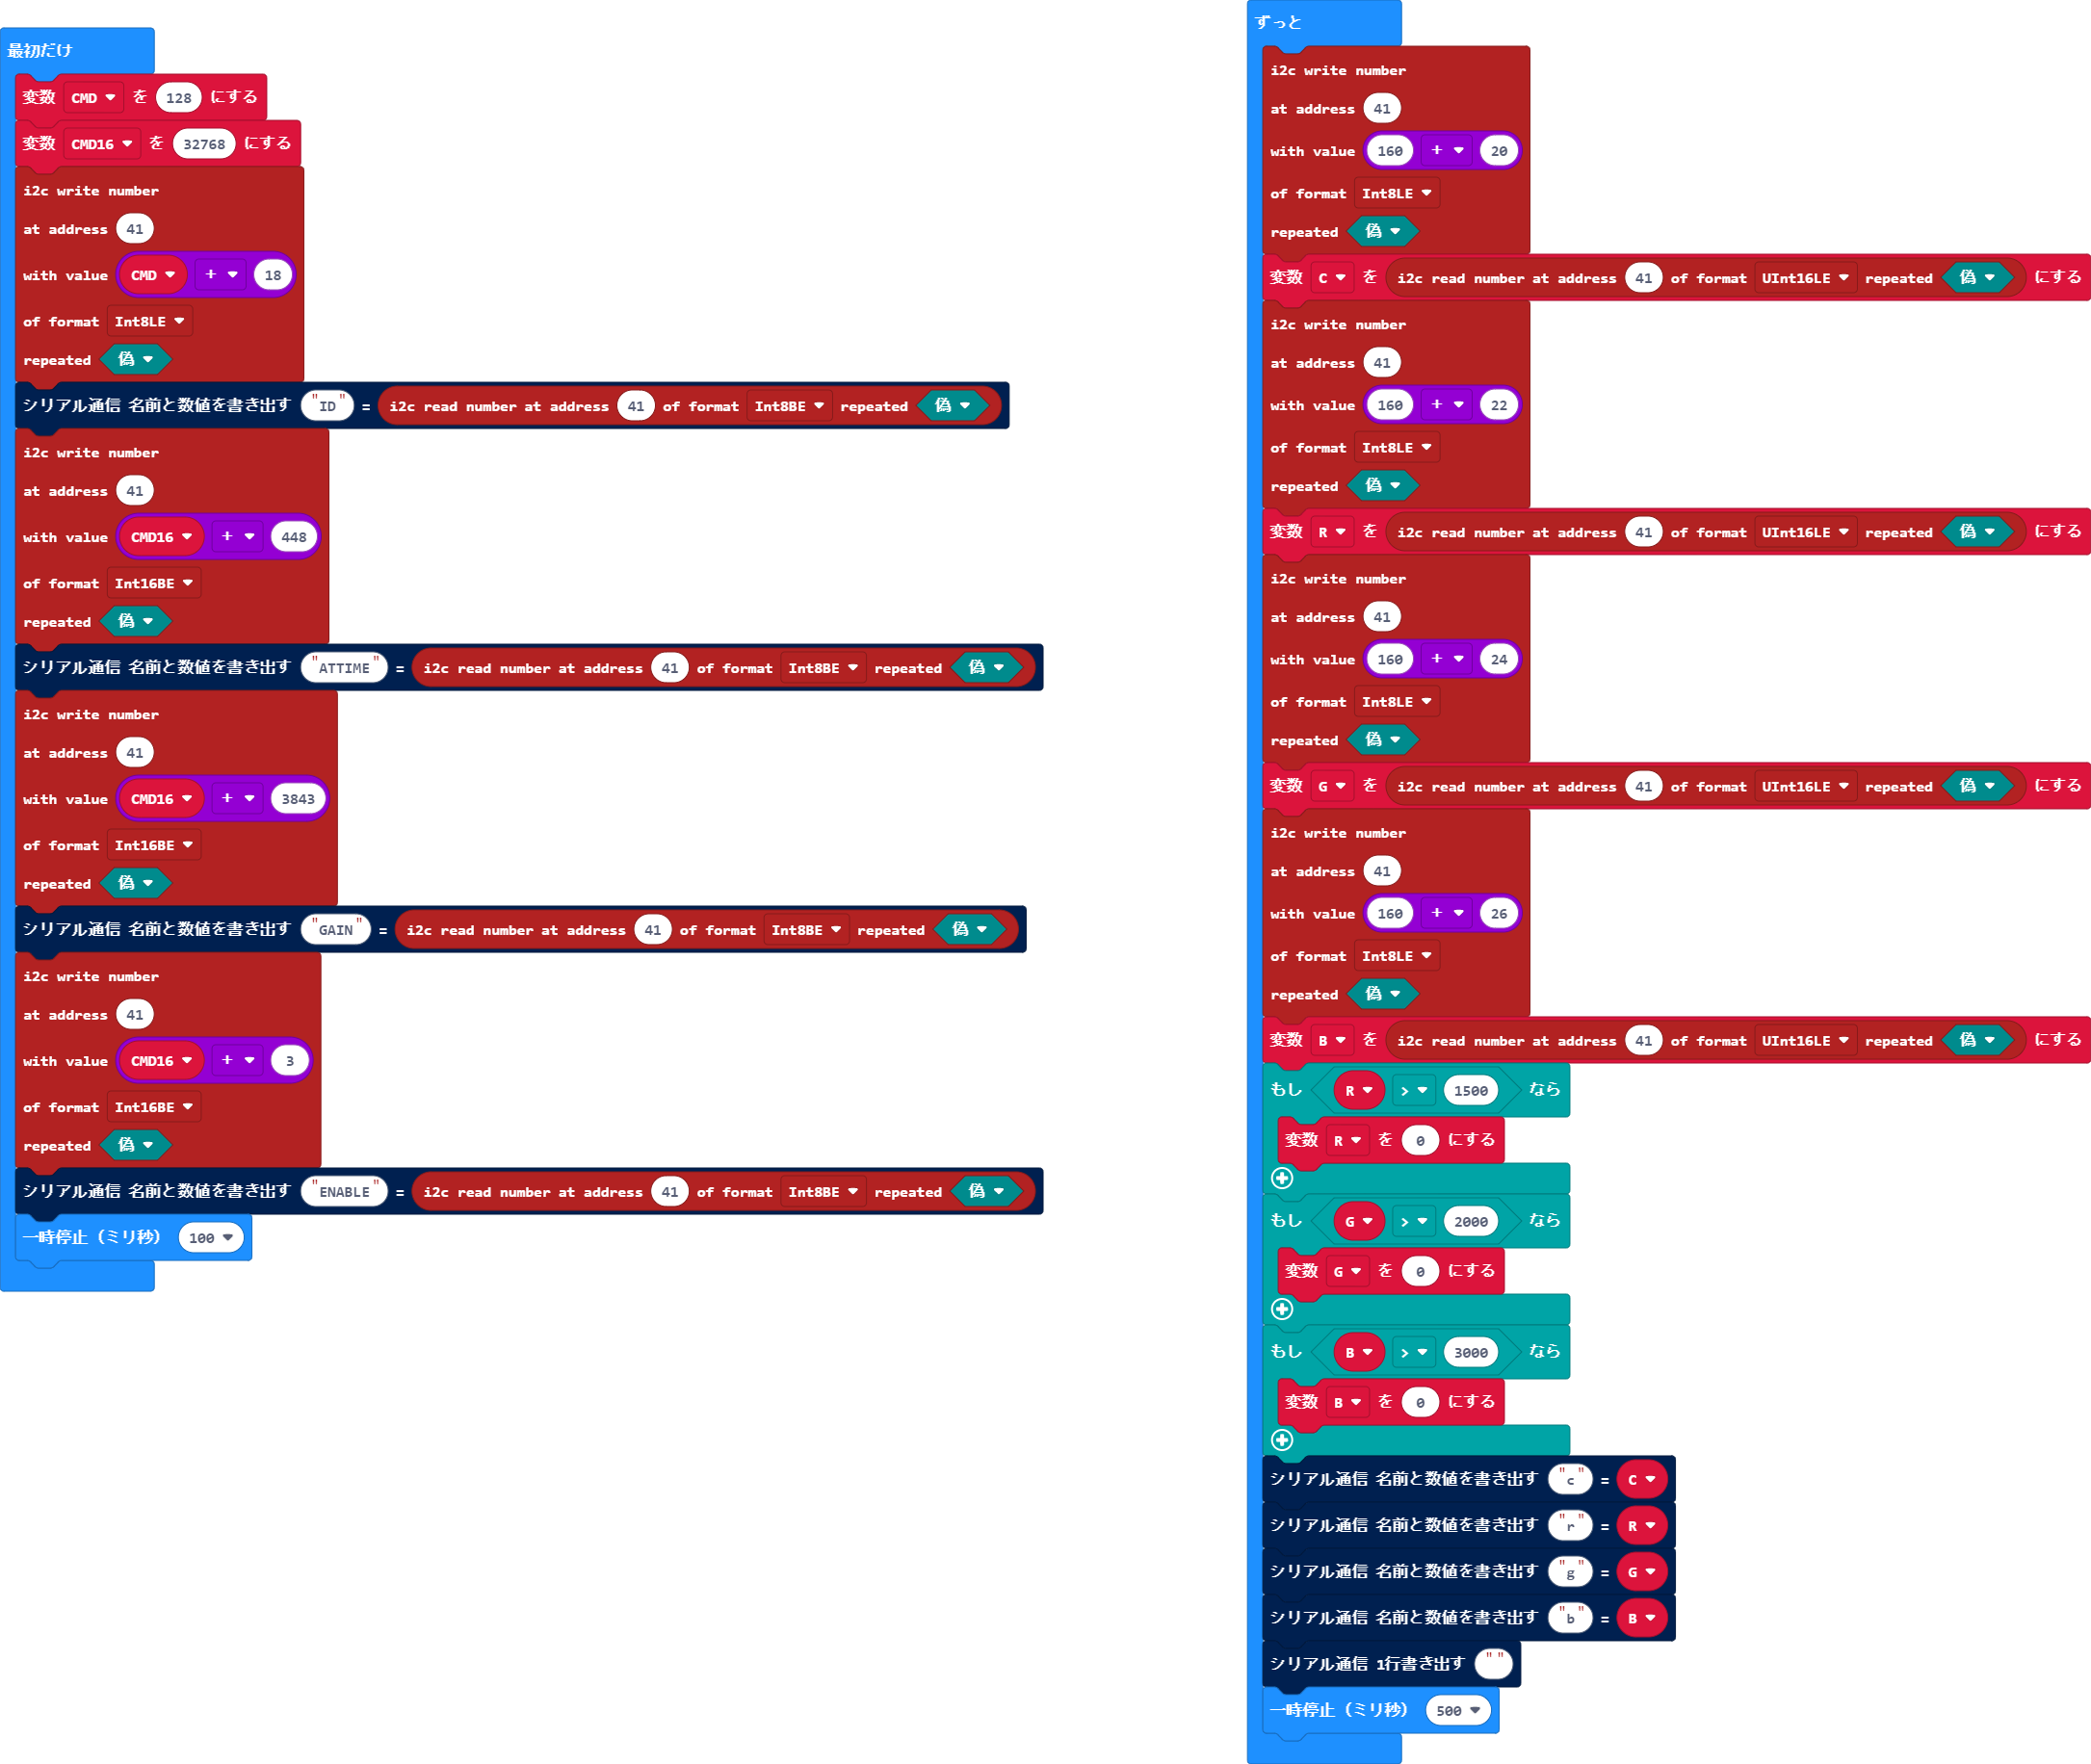 最初だけ
変数 CMD を 128 にする
変数 CMD16 を 32768 にする
i2c write number
at address 41
with value CMD + 18
of format Int8LE
repeated 偽
シリアル通信 名前と数値を書き出す "ID" = i2c read number at address 41 of format Int8BE repeated 偽
i2c write number
at address 41
with value CMD16 + 448
of format Int16BE
repeated 偽
シリアル通信 名前と数値を書き出す "ATTIME" = i2c read number at address 41 of format Int8BE repeated 偽
i2c write number
at address 41
with value CMD16 + 3843
of format Int16BE
repeated 偽
シリアル通信 名前と数値を書き出す "GAIN" = i2c read number at address 41 of format Int8BE repeated 偽
i2c write number
at address 41
with value CMD16 + 3
of format Int16BE
repeated 偽
シリアル通信 名前と数値を書き出す "ENABLE" = i2c read number at address 41 of format Int8BE repeated 偽
一時停止（ミリ秒） 100
ずっと
i2c write number
at address 41
with value 160 + 20
of format Int8LE
repeated 偽
変数 C を i2c read number at address 41 of format UInt16LE repeated 偽 にする
i2c write number
at address 41
with value 160 + 22
of format Int8LE
repeated 偽
変数 R を i2c read number at address 41 of format UInt16LE repeated 偽 にする
i2c write number
at address 41
with value 160 + 24
of format Int8LE
repeated 偽
変数 G を i2c read number at address 41 of format UInt16LE repeated 偽 にする
i2c write number
at address 41
with value 160 + 26
of format Int8LE
repeated 偽
変数 B を i2c read number at address 41 of format UInt16LE repeated 偽 にする
もし R > 1500 なら
変数 R を 0 にする
もし G > 2000 なら
変数 G を 0 にする
もし B > 3000 なら
変数 B を 0 にする
シリアル通信 名前と数値を書き出す "c" = C
シリアル通信 名前と数値を書き出す "r" = R
シリアル通信 名前と数値を書き出す "g" = G
シリアル通信 名前と数値を書き出す "b" = B
シリアル通信 1行書き出す ""
一時停止（ミリ秒） 500